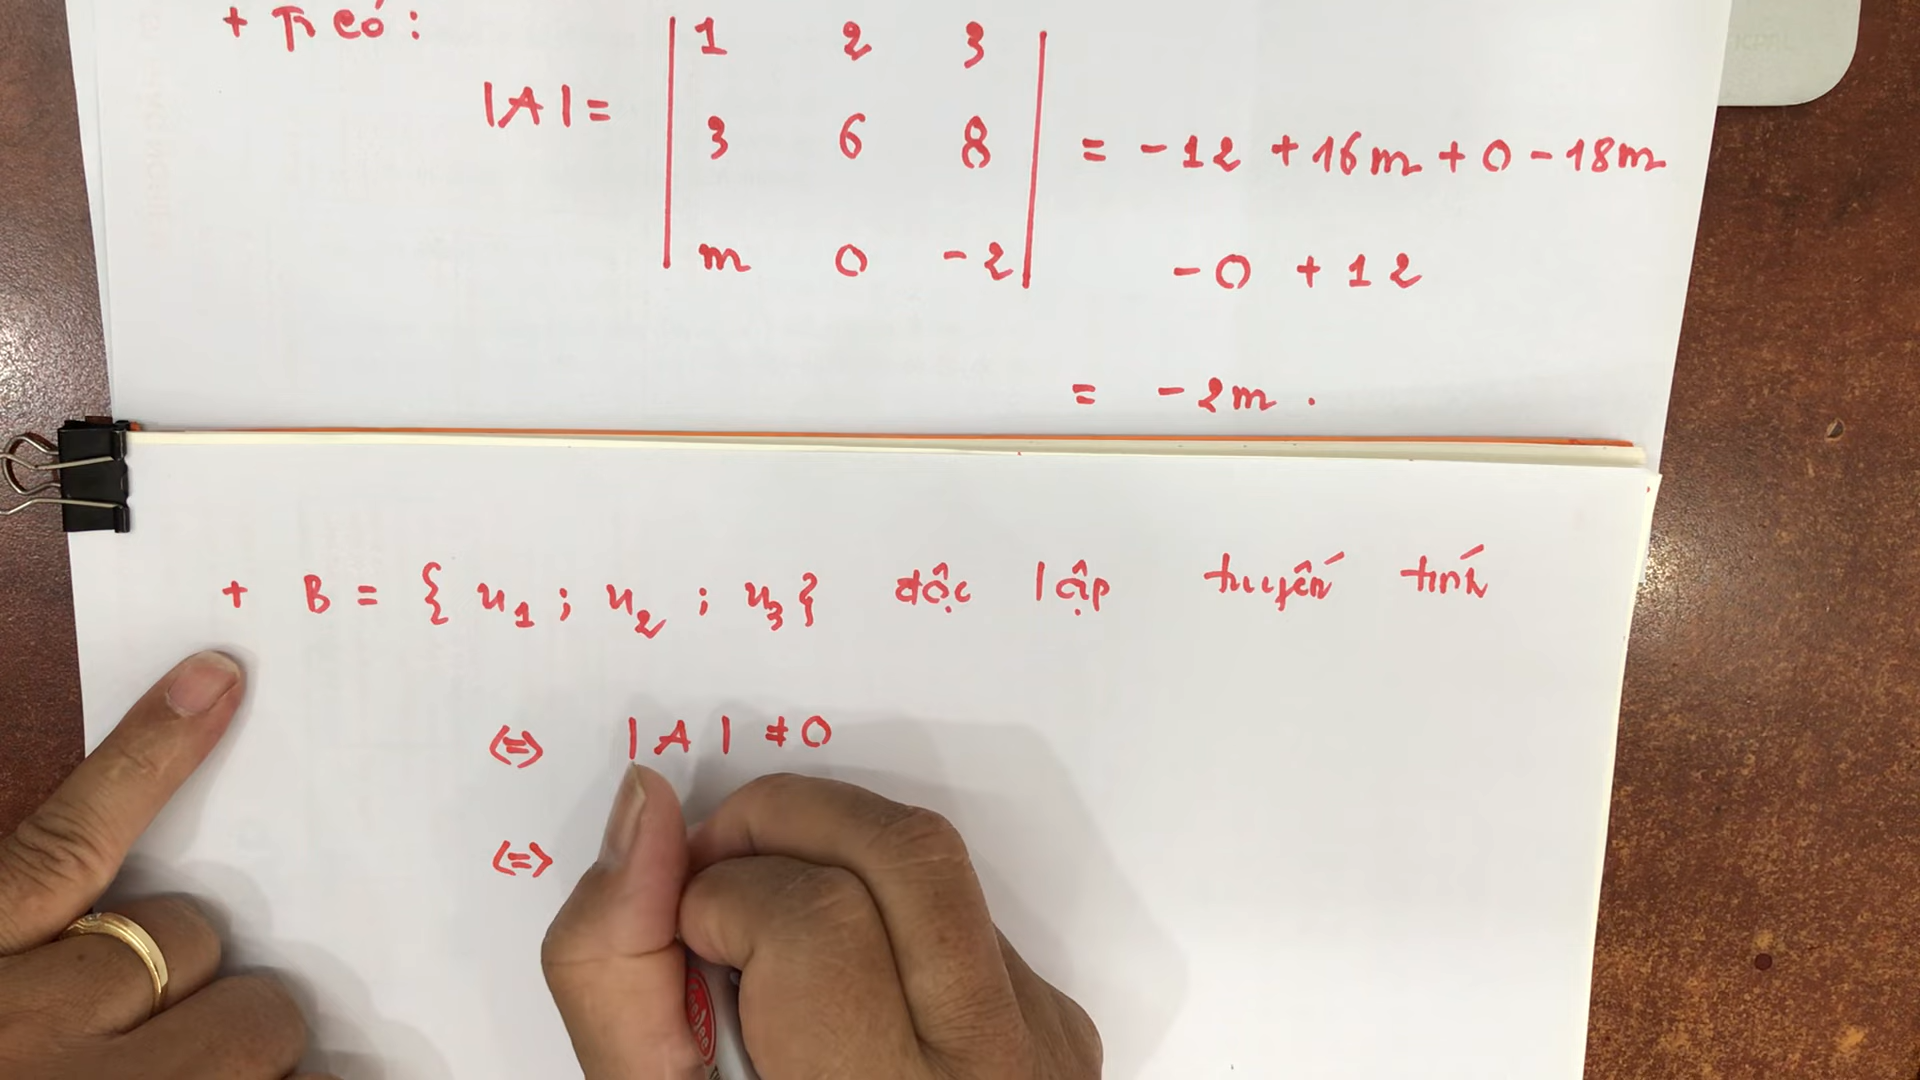 + Ta có:
|A| = | 1 2 3 |
| 3 6 8 | = -12 + 16m + 0 - 18m
| m 0 -2 | - 0 + 12
= -2m.
+ B = { u1 ; u2 ; u3 } độc lập tuyến tính
<=> |A| ≠ 0
<=>